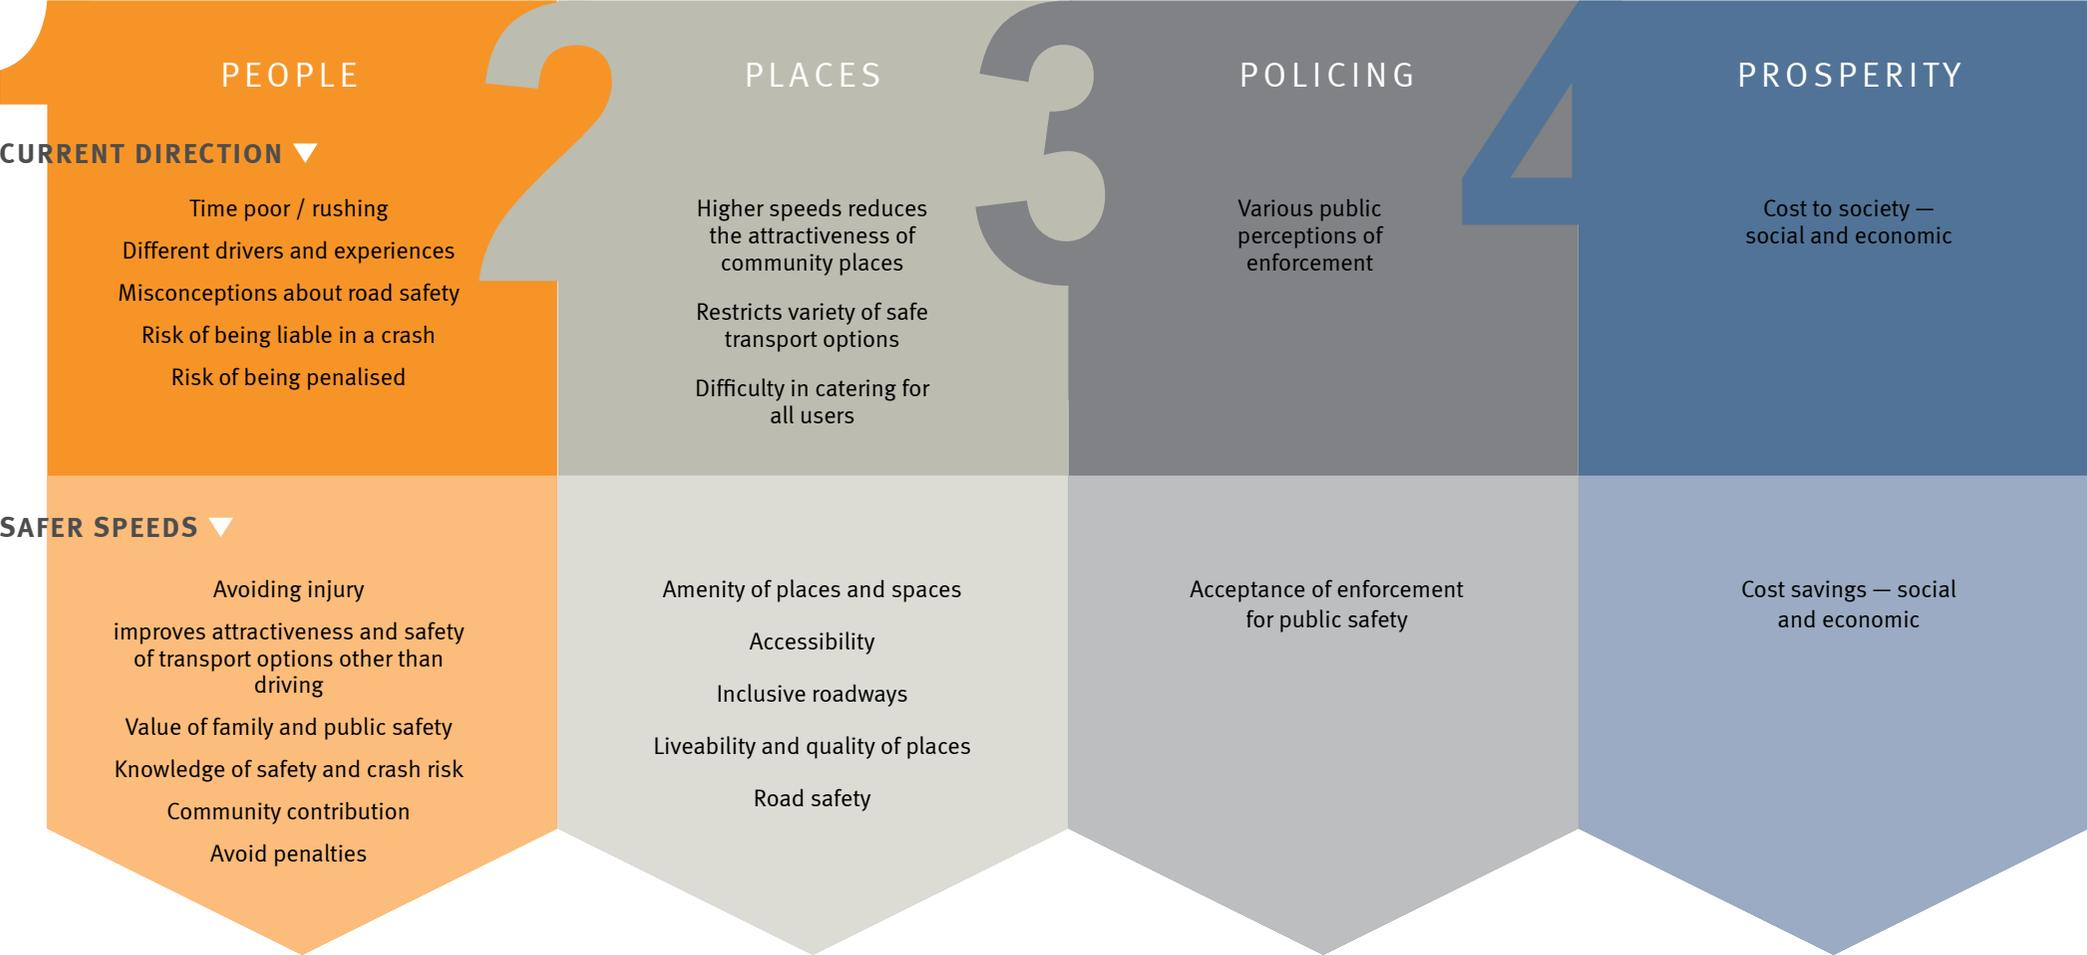 1
PEOPLE
2
PLACES
3
POLICING
4
PROSPERITY
CURRENT DIRECTION
Time poor / rushing
Different drivers and experiences
Misconceptions about road safety
Risk of being liable in a crash
Risk of being penalised
Higher speeds reduces
the attractiveness of
community places
Restricts variety of safe
transport options
Difficulty in catering for
all users
Various public
perceptions of
enforcement
Cost to society —
social and economic
SAFER SPEEDS
Avoiding injury
improves attractiveness and safety
of transport options other than
driving
Value of family and public safety
Knowledge of safety and crash risk
Community contribution
Avoid penalties
Amenity of places and spaces
Accessibility
Inclusive roadways
Liveability and quality of places
Road safety
Acceptance of enforcement
for public safety
Cost savings — social
and economic